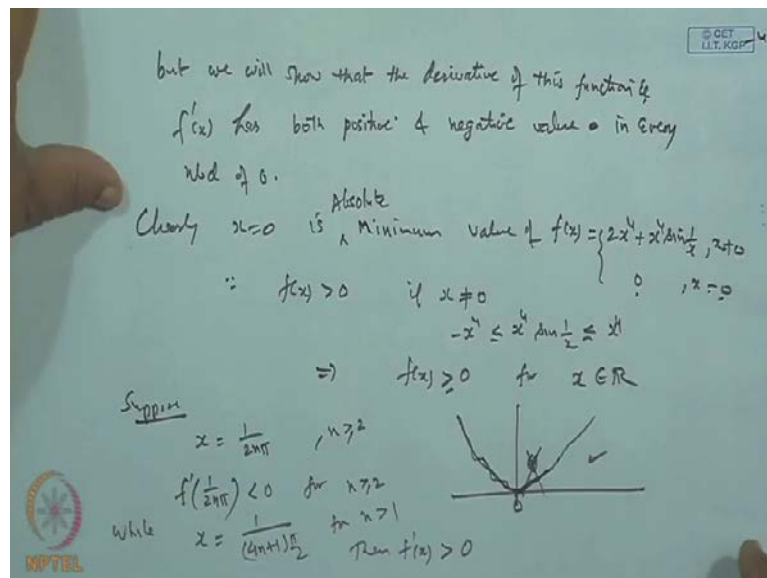 © CET
I.I.T. KGP
but we will show that the derivative of this function is
f'(x) has both positive & negative value in every
nbd of 0.
Clearly x=0 is Absolute Minimum value of f(x) = { 2x⁴ + x⁴ sin 1/x , x≠0
0 , x=0
∵ f(x) > 0 if x ≠ 0
-x⁴ ≤ x⁴ sin 1/x ≤ x⁴
⇒ f(x) ≥ 0 for x ∈ ℝ
Suppose
x = 1/2nπ , n ≥ 2
f'(1/2nπ) < 0 for n ≥ 2
while x = 1/(4n+1)π/2 for n > 1
Then f'(x) > 0
0
NPTEL